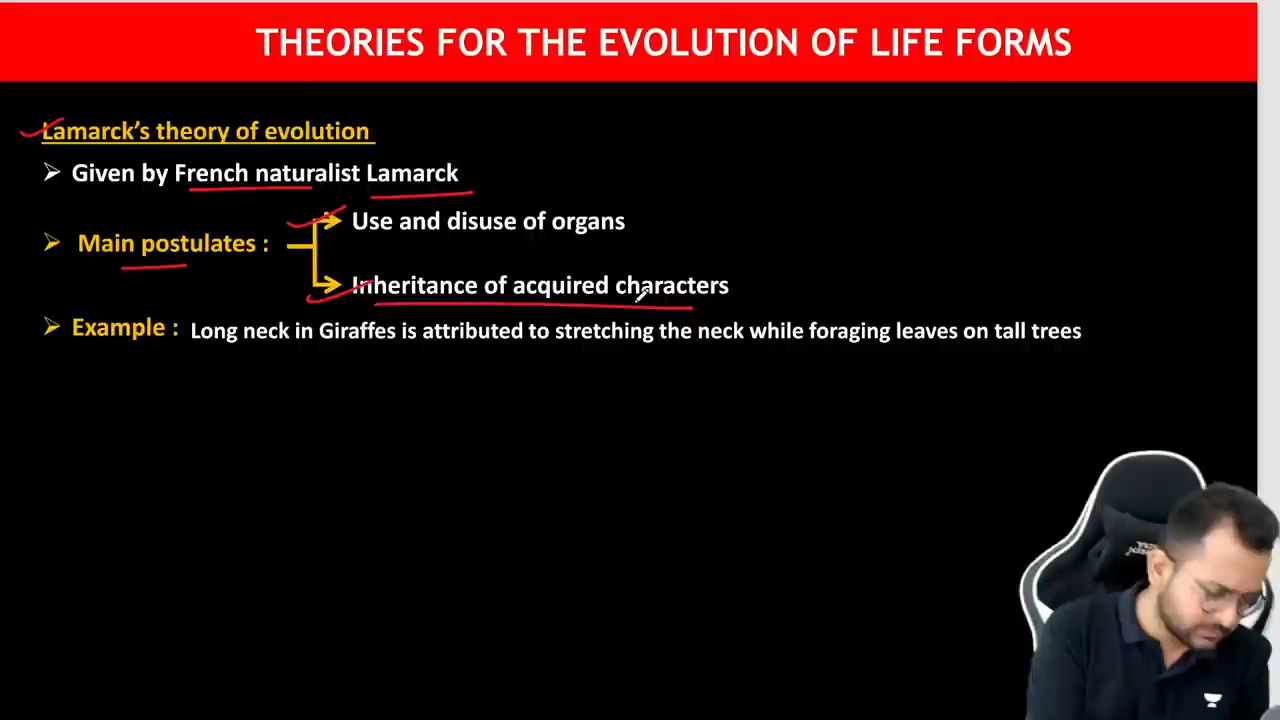 THEORIES FOR THE EVOLUTION OF LIFE FORMS
Lamarck's theory of evolution
➢ Given by French naturalist Lamarck
Use and disuse of organs
➢ Main postulates :
Inheritance of acquired characters
➢ Example : Long neck in Giraffes is attributed to stretching the neck while foraging leaves on tall trees